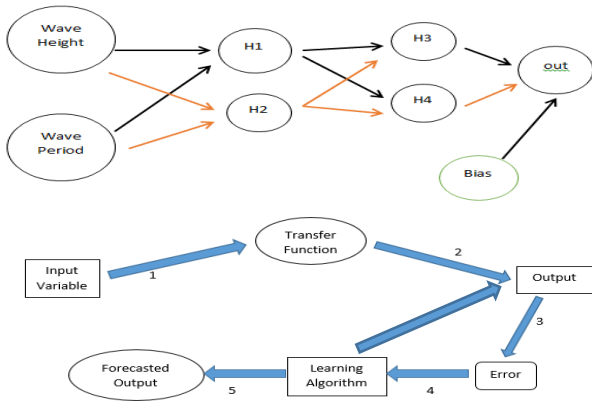 Wave
Height
H1
H3
out
H2
H4
Wave
Period
Bias
Transfer
Function
2
Input
Variable
1
Output
3
Forecasted
Output
5
Learning
Algorithm
4
Error